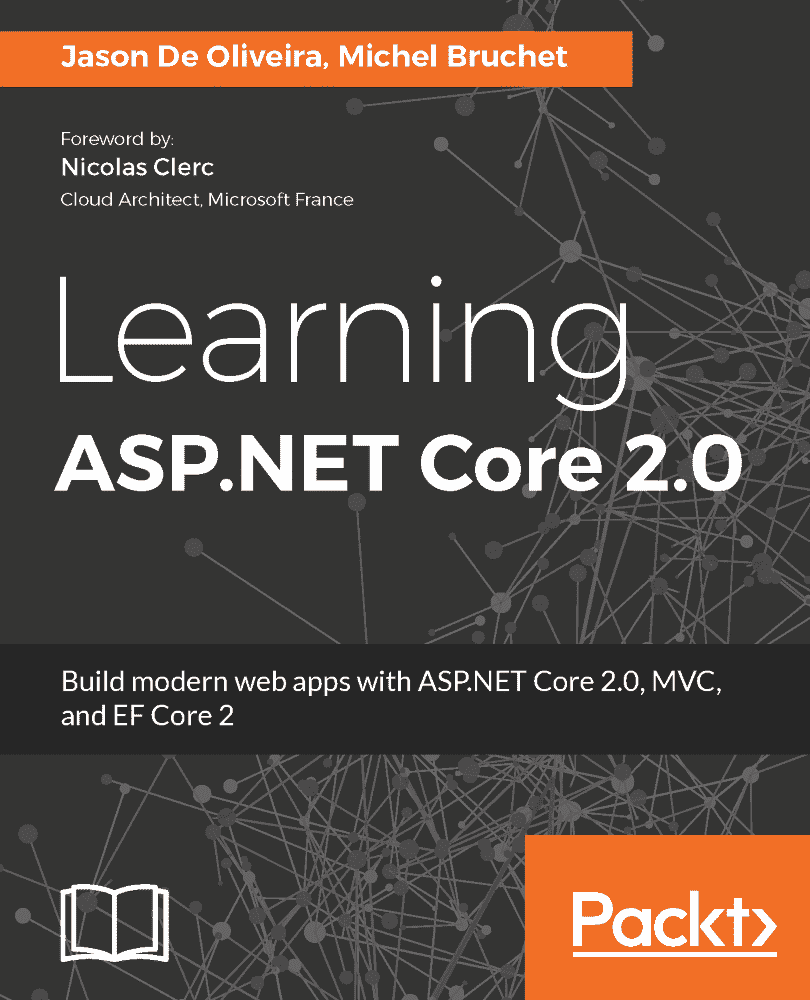 Jason De Oliveira, Michel Bruchet
Foreword by:
Nicolas Clerc
Cloud Architect, Microsoft France
Learning
ASP.NET Core 2.0
Build modern web apps with ASP.NET Core 2.0, MVC,
and EF Core 2
Packt>